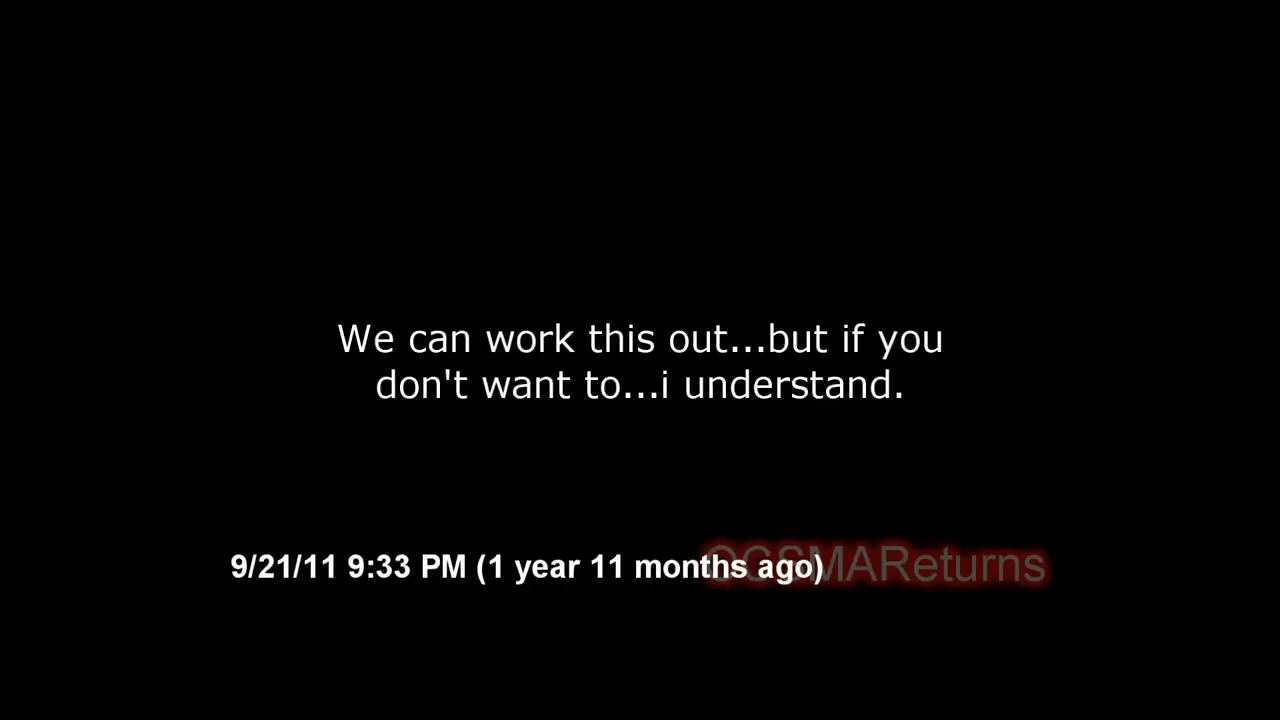 We can work this out...but if you
don't want to...i understand.
9/21/11 9:33 PM (1 year 11 months ago)